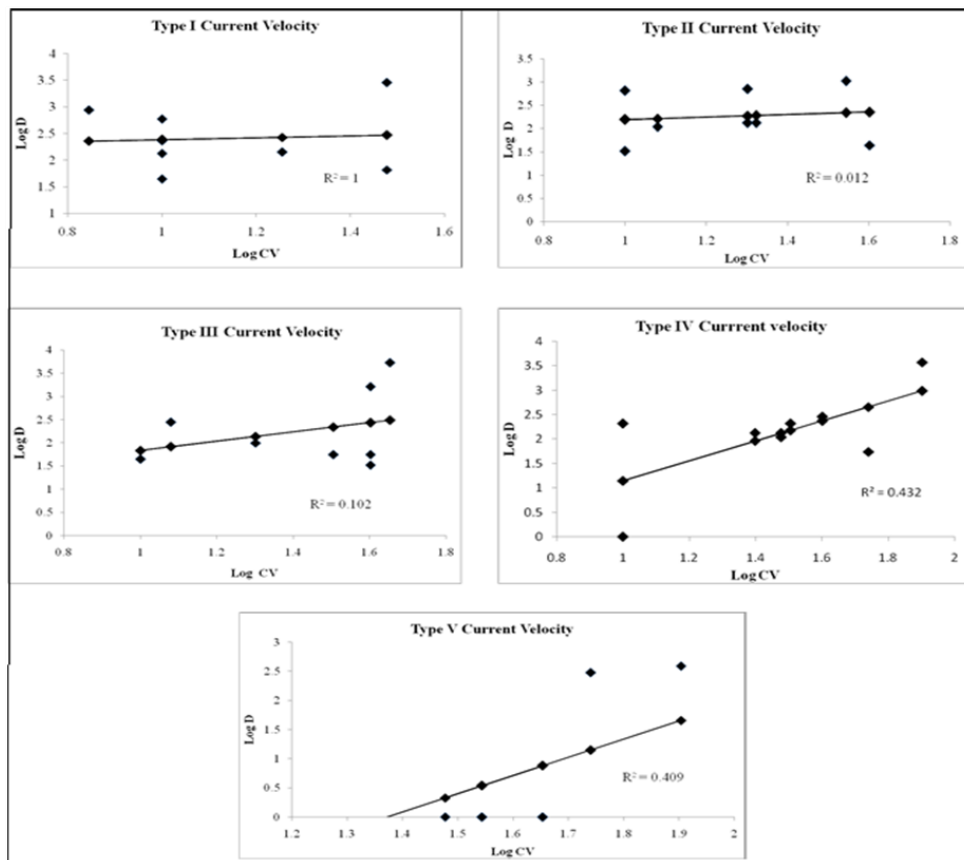 Type I Current Velocity
4
3.5
3
2.5
2
1.5
1
Log D
R² = 1
0.8 1 1.2 1.4 1.6
Log CV
Type II Current Velocity
3.5
3
2.5
2
1.5
1
0.5
0
Log D
R² = 0.012
0.8 1 1.2 1.4 1.6 1.8
Log CV
Type III Current Velocity
4
3.5
3
2.5
2
1.5
1
0.5
0
Log D
R² = 0.102
0.8 1 1.2 1.4 1.6 1.8
Log CV
Type IV Currrent velocity
4
3.5
3
2.5
2
1.5
1
0.5
0
Log D
R² = 0.432
0.8 1 1.2 1.4 1.6 1.8 2
Log CV
Type V Current Velocity
3
2.5
2
1.5
1
0.5
0
Log D
R² = 0.409
1.2 1.3 1.4 1.5 1.6 1.7 1.8 1.9 2
Log CV